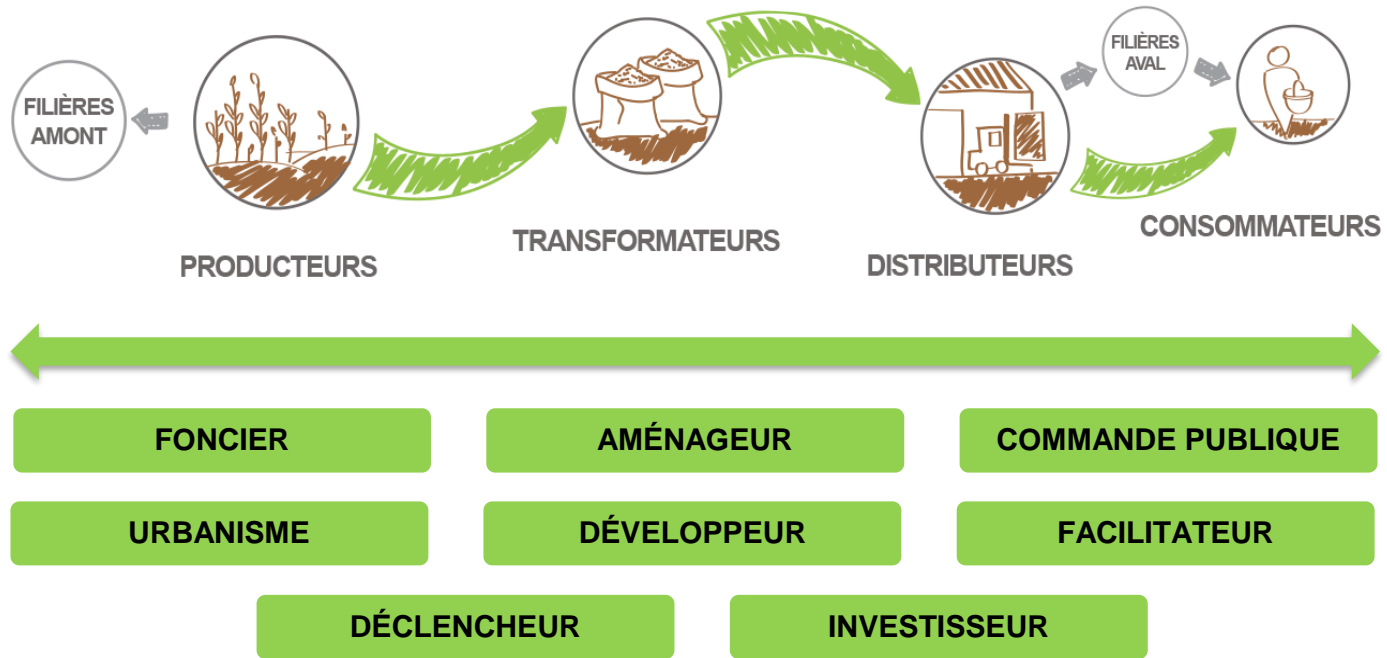 FILIÈRES
AMONT
FILIÈRES
AVAL
PRODUCTEURS
TRANSFORMATEURS
DISTRIBUTEURS
CONSOMMATEURS
FONCIER
AMÉNAGEUR
COMMANDE PUBLIQUE
URBANISME
DÉVELOPPEUR
FACILITATEUR
DÉCLENCHEUR
INVESTISSEUR